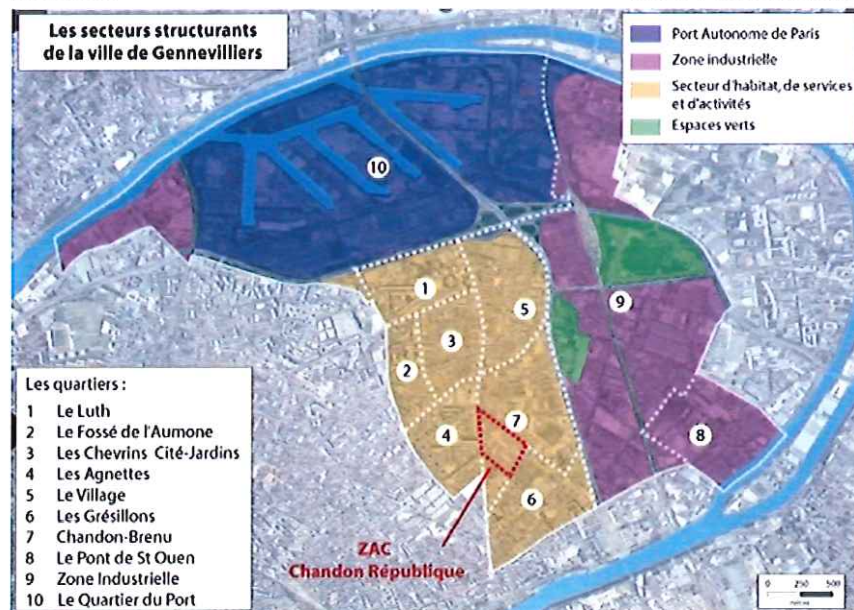 Les secteurs structurants
de la ville de Gennevilliers
Port Autonome de Paris
Zone industrielle
Secteur d'habitat, de services
et d'activités
Espaces verts
10
1
5
9
3
2
7
4
8
6
ZAC
Chandon République
Les quartiers :
1 Le Luth
2 Le Fossé de l'Aumone
3 Les Chevrins Cité-Jardins
4 Les Agnettes
5 Le Village
6 Les Grésillons
7 Chandon-Brenu
8 Le Pont de St Ouen
9 Zone Industrielle
10 Le Quartier du Port
0 250 500